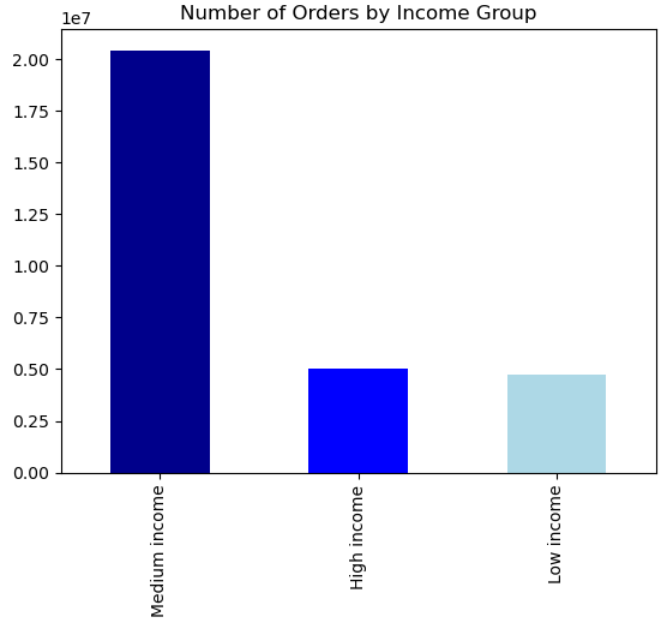 Number of Orders by Income Group
1e7
2.00
1.75
1.50
1.25
1.00
0.75
0.50
0.25
0.00
Medium income
High income
Low income